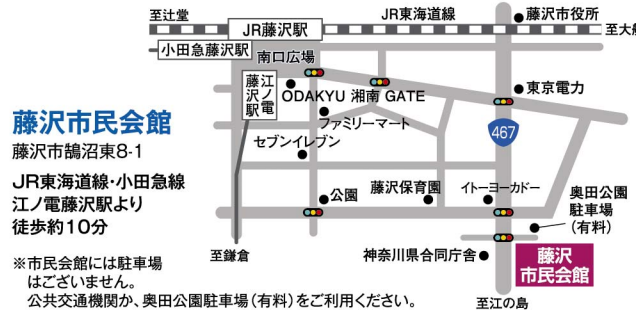 至辻堂
JR藤沢駅
JR東海道線
藤沢市役所
至大船
小田急藤沢駅
南口広場
江ノ電
藤沢駅
ODAKYU 湘南 GATE
東京電力
ファミリーマート
467
セブンイレブン
藤沢市民会館
藤沢市鵠沼東8-1
JR東海道線・小田急線
江ノ電藤沢駅より
徒歩約10分
公園
藤沢保育園
イトーヨーカドー
奥田公園
駐車場
(有料)
至鎌倉
神奈川県合同庁舎
藤沢
市民会館
至江の島
※市民会館には駐車場
はございません。
公共交通機関か、奥田公園駐車場(有料)をご利用ください。